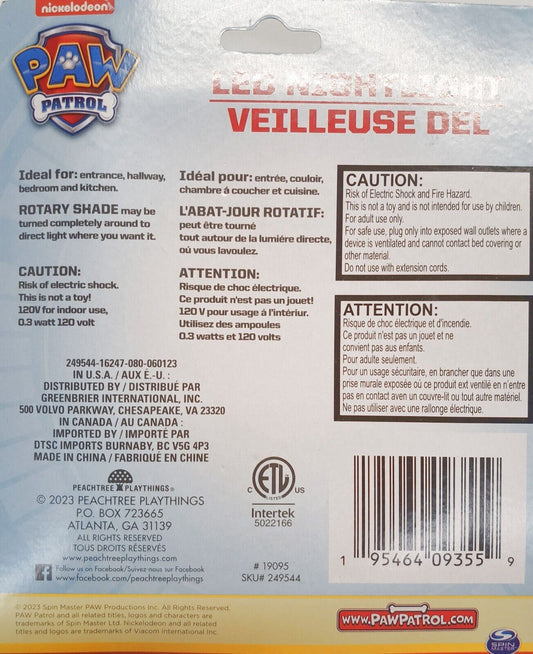 nickelodeon
PAW
PATROL
LED NIGHTLIGHT
VEILLEUSE DEL
Ideal for: entrance, hallway,
bedroom and kitchen.
ROTARY SHADE may be
turned completely around to
direct light where you want it.
CAUTION:
Risk of electric shock.
This is not a toy!
120V for indoor use,
0.3 watt 120 volt
Idéal pour: entrée, couloir,
chambre à coucher et cuisine.
L'ABAT-JOUR ROTATIF:
peut être tourné
tout autour de la lumière directe,
où vous lavoulez.
ATTENTION:
Risque de choc électrique.
Ce produit n'est pas un jouet!
120 V pour usage à l'intériur.
Utilisez des ampoules
0.3 watts et 120 volts
CAUTION:
Risk of Electric Shock and Fire Hazard.
This is not a toy and is not intended for use by children.
For adult use only.
For safe use, plug only into exposed wall outlets where a
device is ventilated and cannot contact bed covering or
other material.
Do not use with extension cords.
ATTENTION:
Risque de choc électrique et d'incendie.
Ce produit n'est pas un jouet et ne
convient pas aus enfants.
Pour adulte seulement.
Pour un usage sécuritaire, en brancher que dans une
prise murale exposée où ce produit ext ventilé en n'entre
pas en contact aven un couvre-lit ou tout autre matériel.
Ne pas utiliser avec une rallonge électrique.
249544-16247-080-060123
IN U.S.A. / AUX É.-U. :
DISTRIBUTED BY / DISTRIBUÉ PAR
GREENBRIER INTERNATIONAL, INC.
500 VOLVO PARKWAY, CHESAPEAKE, VA 23320
IN CANADA / AU CANADA :
IMPORTED BY / IMPORTÉ PAR
DTSC IMPORTS BURNABY, BC V5G 4P3
MADE IN CHINA / FABRIQUÉ EN CHINE
PEACHTREE PLAYTHINGS®
© 2023 PEACHTREE PLAYTHINGS
P.O. BOX 723665
ATLANTA, GA 31139
ALL RIGHTS RESERVED
TOUS DROITS RÉSERVÉS
www.peachtreeplaythings.com
f Follow us on Facebook/Suivez-nous sur Facebook
www.facebook.com/peachtreeplaythings
C ETL US
LISTED
Intertek
5022166
# 19095
SKU# 249544
1 95464 09355 9
© 2023 Spin Master PAW Productions Inc. All rights reserved.
PAW Patrol and all related titles, logos and characters are
trademarks of Spin Master Ltd. Nickelodeon and all related
titles and logos are trademarks of Viacom International Inc.
www.PawPatrol.com
SPIN
MASTER